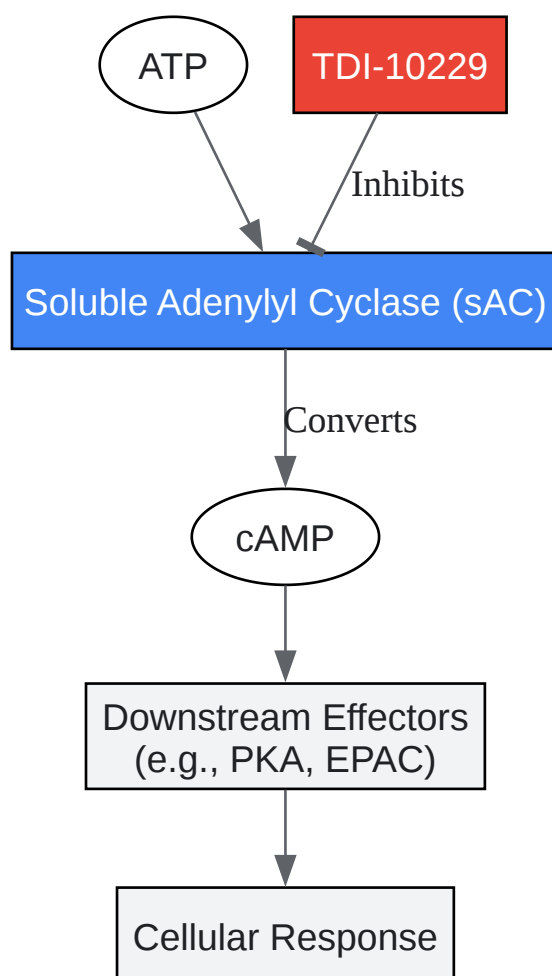 ATP
TDI-10229
Inhibits
Soluble Adenylyl Cyclase (sAC)
Converts
cAMP
Downstream Effectors
(e.g., PKA, EPAC)
Cellular Response